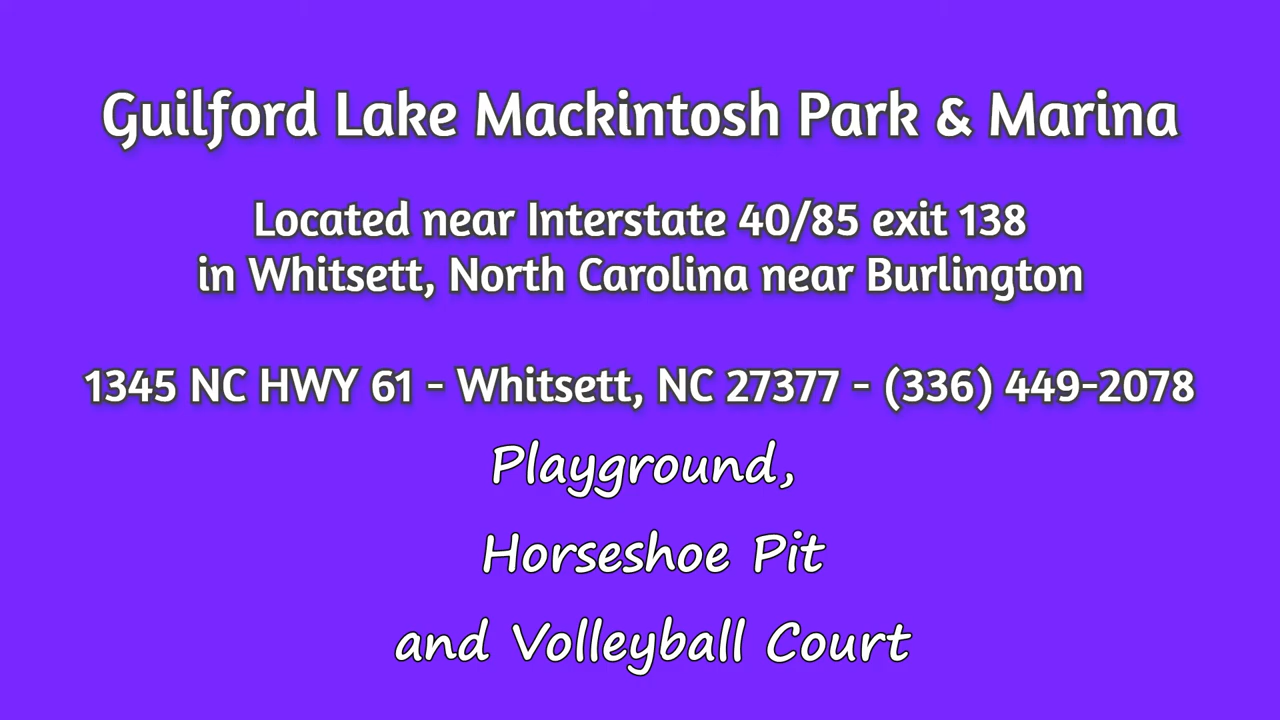 Guilford Lake Mackintosh Park & Marina
Located near Interstate 40/85 exit 138
in Whitsett, North Carolina near Burlington
1345 NC HWY 61 - Whitsett, NC 27377 - (336) 449-2078
Playground,
Horseshoe Pit
and Volleyball Court